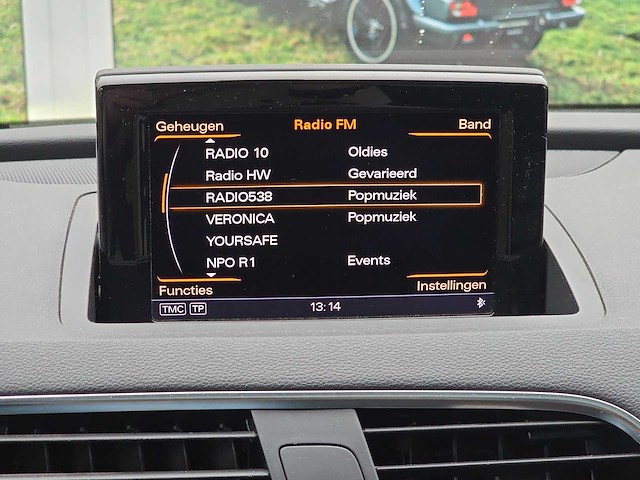 Geheugen Radio FM Band
RADIO 10 Oldies
Radio HW Gevarieerd
RADIO538 Popmuziek
VERONICA Popmuziek
YOURSAFE
NPO R1 Events
Functies Instellingen
TMC TP 13:14